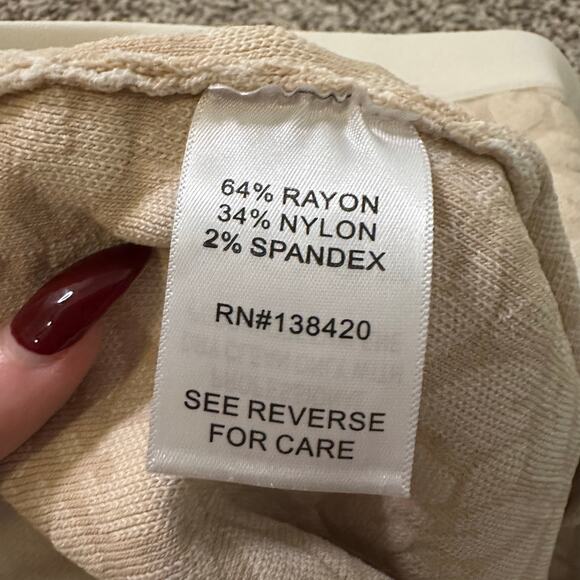 64% RAYON
34% NYLON
2% SPANDEX
RN#138420
SEE REVERSE
FOR CARE